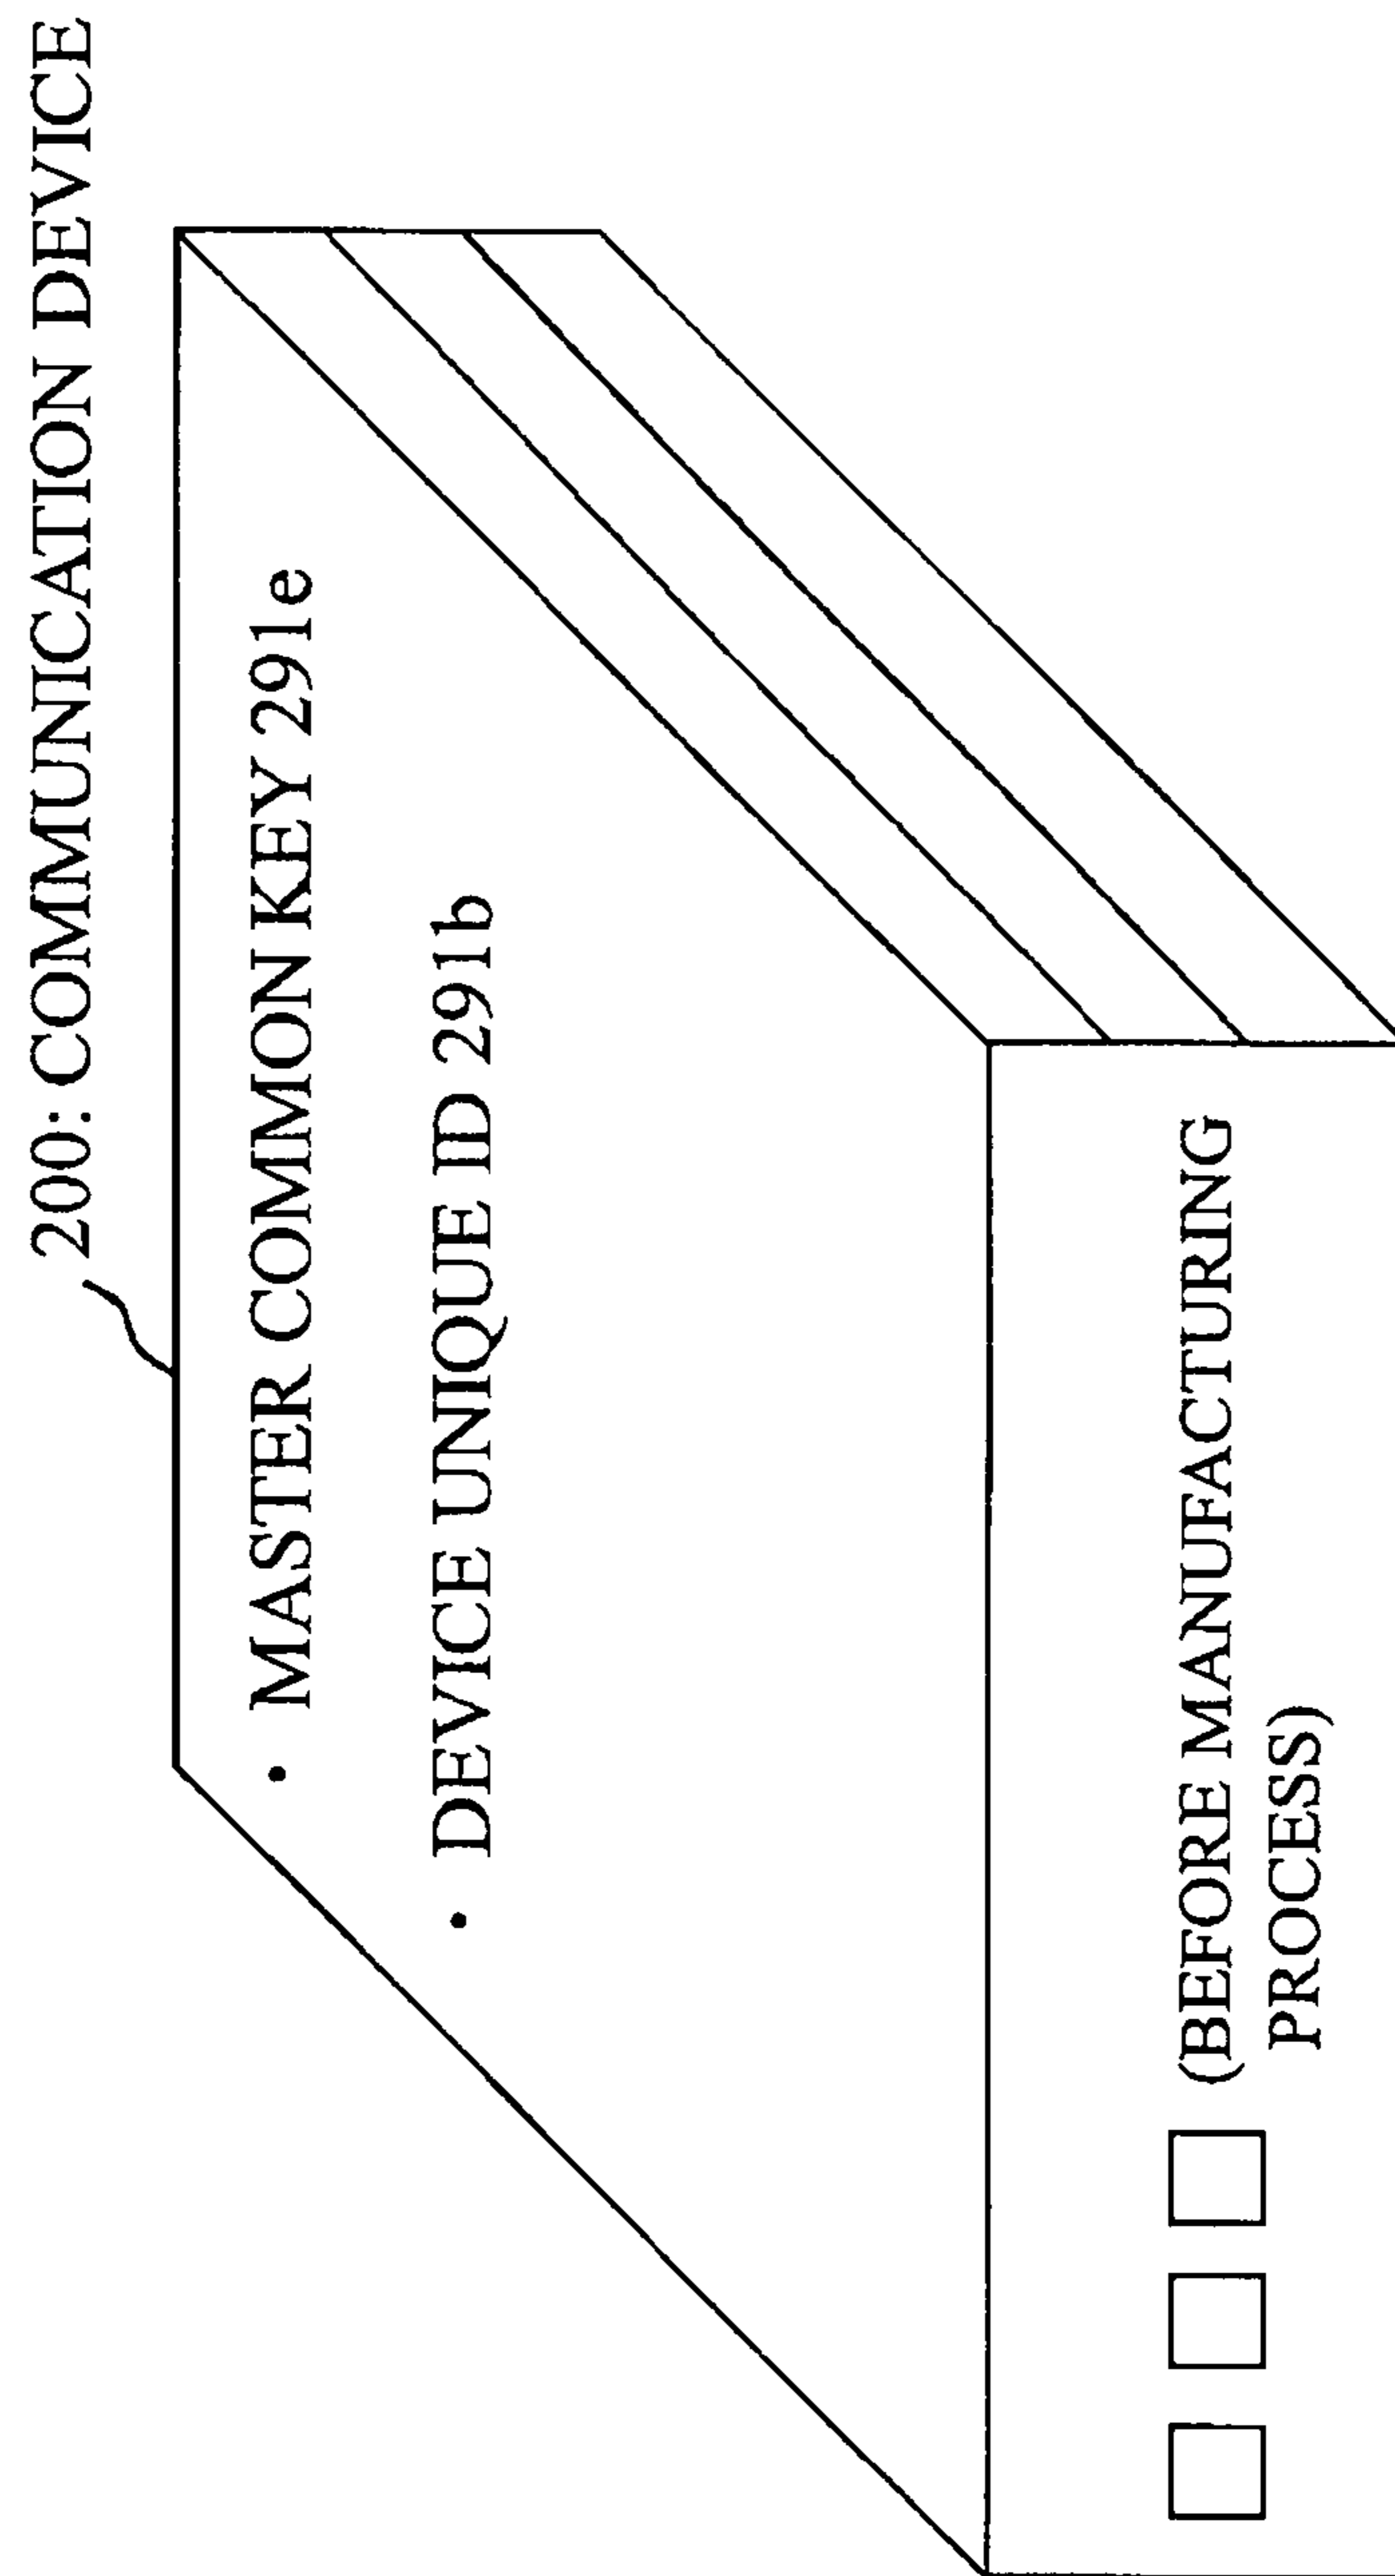 200: COMMUNICATION DEVICE
• MASTER COMMON KEY 291e
• DEVICE UNIQUE ID 291b
(BEFORE MANUFACTURING
PROCESS)